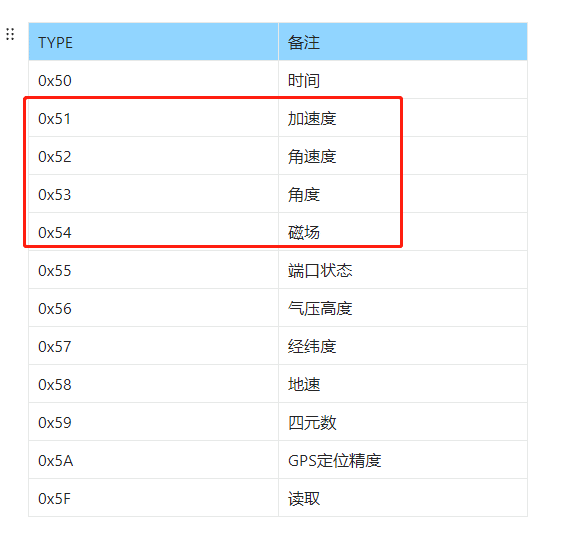 TYPE 备注
0x50 时间
0x51 加速度
0x52 角速度
0x53 角度
0x54 磁场
0x55 端口状态
0x56 气压高度
0x57 经纬度
0x58 地速
0x59 四元数
0x5A GPS定位精度
0x5F 读取